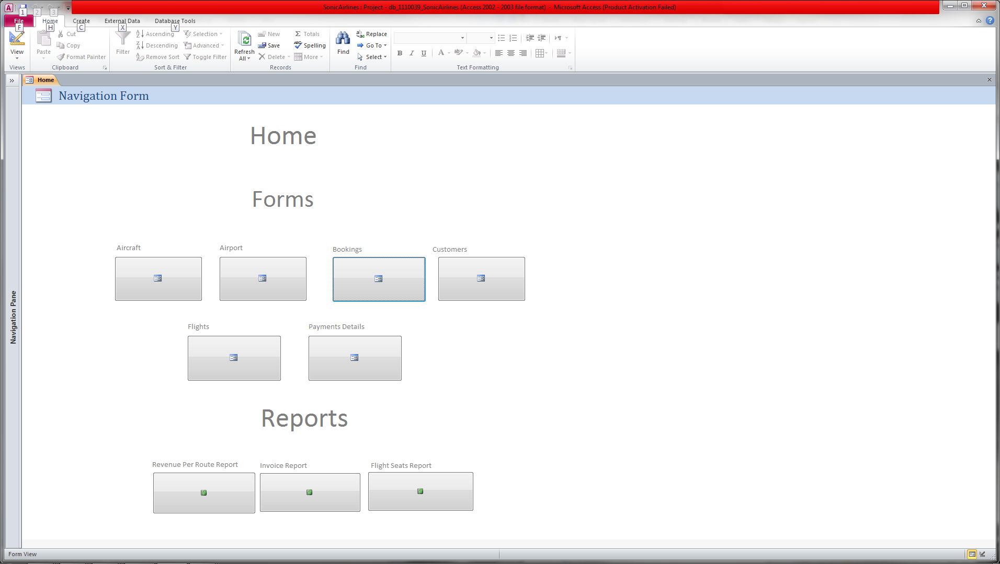 SonicAirlines : Project - db_1110039_SonicAirlines (Access 2002 - 2003 file format) - Microsoft Access (Product Activation Failed)
1 2 3
File Home Create External Data Database Tools
F H C X Y
View
Views
Paste
Cut
Copy
Format Painter
Clipboard
Filter
Ascending
Descending
Remove Sort
Selection
Advanced
Toggle Filter
Sort & Filter
Refresh
All
New
Save
Delete
Totals
Spelling
More
Records
Find
Replace
Go To
Select
Find
B I U A
Text Formatting
Home
Navigation Form
Navigation Pane
Home
Forms
Aircraft Airport Bookings Customers
Flights Payments Details
Reports
Revenue Per Route Report Invoice Report Flight Seats Report
Form View